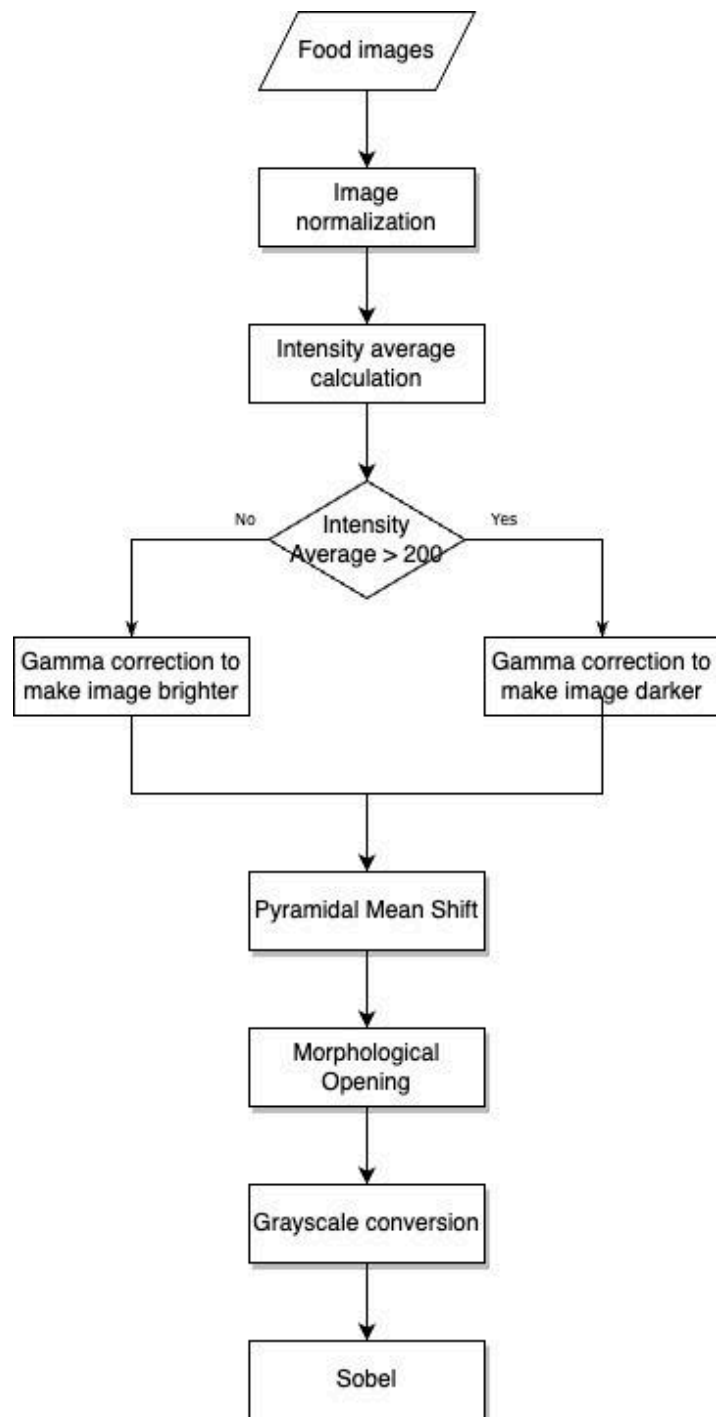 Food images
Image
normalization
Intensity average
calculation
Intensity
Average > 200
No
Yes
Gamma correction to
make image brighter
Gamma correction to
make image darker
Pyramidal Mean Shift
Morphological
Opening
Grayscale conversion
Sobel